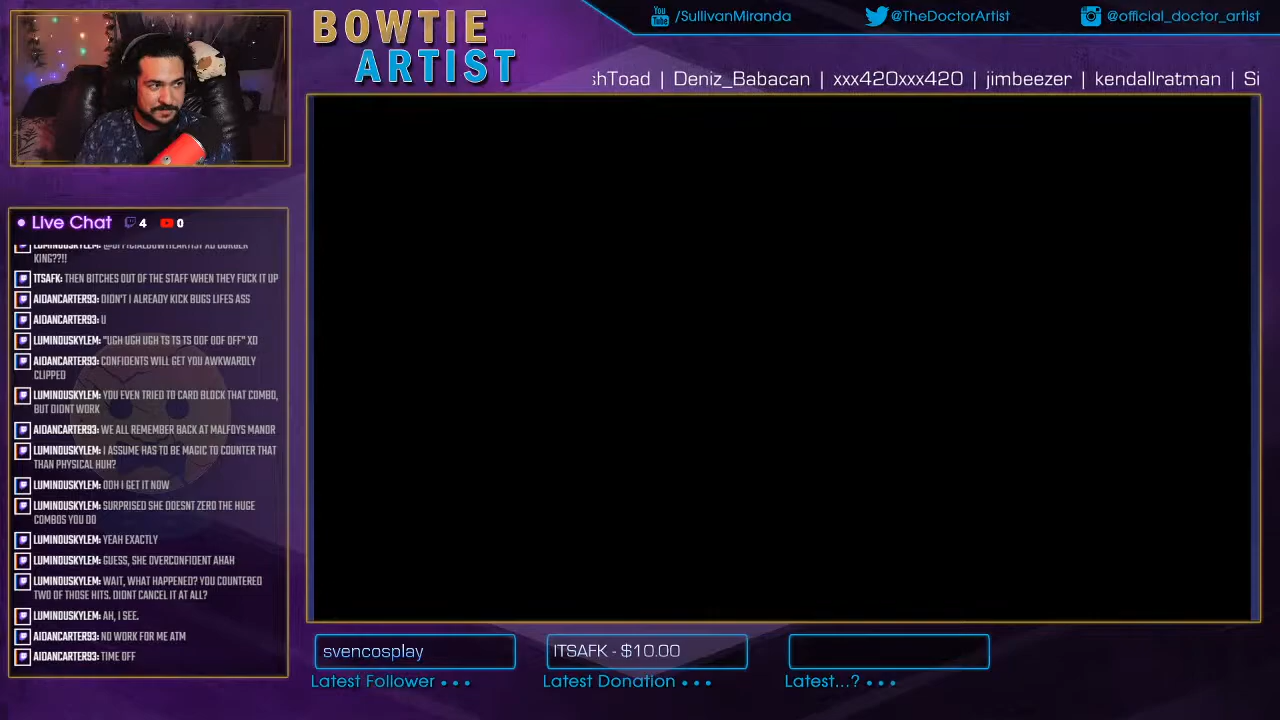 BOWTIE
ARTIST
/SullivanMiranda
@TheDoctorArtist
@official_doctor_artist
shToad | Deniz_Babacan | xxx420xxx420 | jimbeezer | kendallratman | Si
Live Chat 4 0
LUMINOUSKYLEM: @OFFICIALBOWTIEARTIST XD BURGER
KING??!!
ITSAFK: THEN BITCHES OUT OF THE STAFF WHEN THEY FUCK IT UP
AIDANCARTER93: DIDN'T I ALREADY KICK BUGS LIFES ASS
AIDANCARTER93: U
LUMINOUSKYLEM: "UGH UGH UGH TS TS TS OOF OOF OFF" XD
AIDANCARTER93: CONFIDENTS WILL GET YOU AWKWARDLY
CLIPPED
LUMINOUSKYLEM: YOU EVEN TRIED TO CARD BLOCK THAT COMBO,
BUT DIDNT WORK
AIDANCARTER93: WE ALL REMEMBER BACK AT MALFOYS MANOR
LUMINOUSKYLEM: I ASSUME HAS TO BE MAGIC TO COUNTER THAT
THAN PHYSICAL HUH?
LUMINOUSKYLEM: OOH I GET IT NOW
LUMINOUSKYLEM: SURPRISED SHE DOESNT ZERO THE HUGE
COMBOS YOU DO
LUMINOUSKYLEM: YEAH EXACTLY
LUMINOUSKYLEM: GUESS, SHE OVERCONFIDENT AHAH
LUMINOUSKYLEM: WAIT, WHAT HAPPENED? YOU COUNTERED
TWO OF THOSE HITS. DIDNT CANCEL IT AT ALL?
LUMINOUSKYLEM: AH, I SEE.
AIDANCARTER93: NO WORK FOR ME ATM
AIDANCARTER93: TIME OFF
svencosplay
Latest Follower • • •
ITSAFK - $10.00
Latest Donation • • •
Latest...? • • •